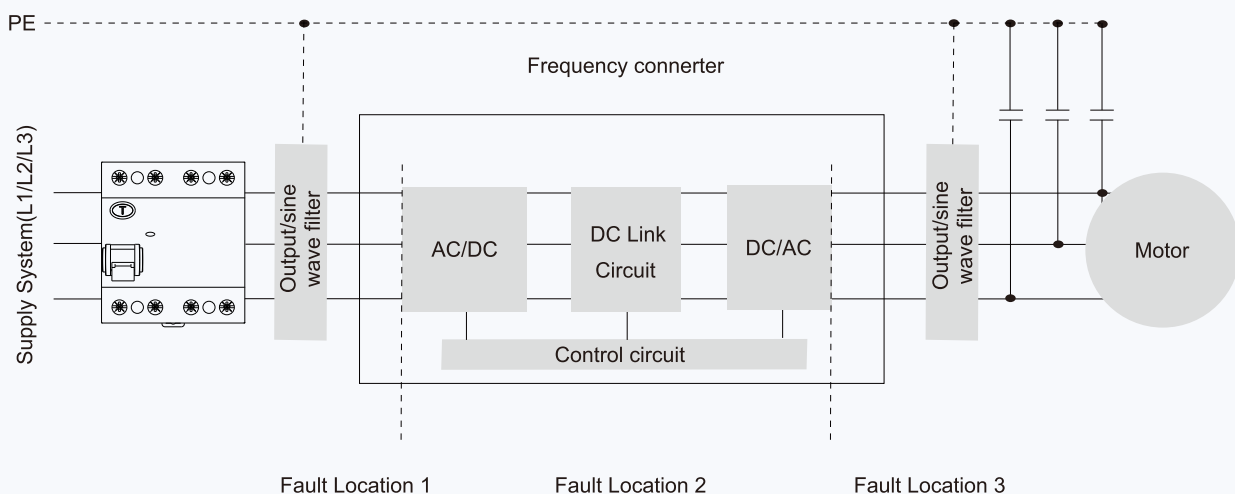 PE
Frequency connerter
Supply System(L1/L2/L3)
T
Output/sine
wave filter
AC/DC
DC Link
Circuit
DC/AC
Control circuit
Output/sine
wave filter
Motor
Fault Location 1
Fault Location 2
Fault Location 3